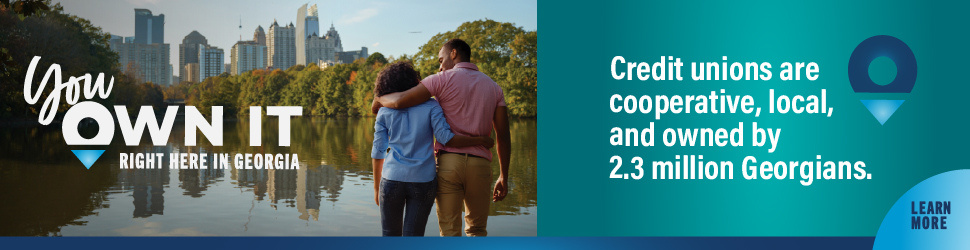 You
OWN IT
RIGHT HERE IN GEORGIA
Credit unions are
cooperative, local,
and owned by
2.3 million Georgians.
LEARN
MORE